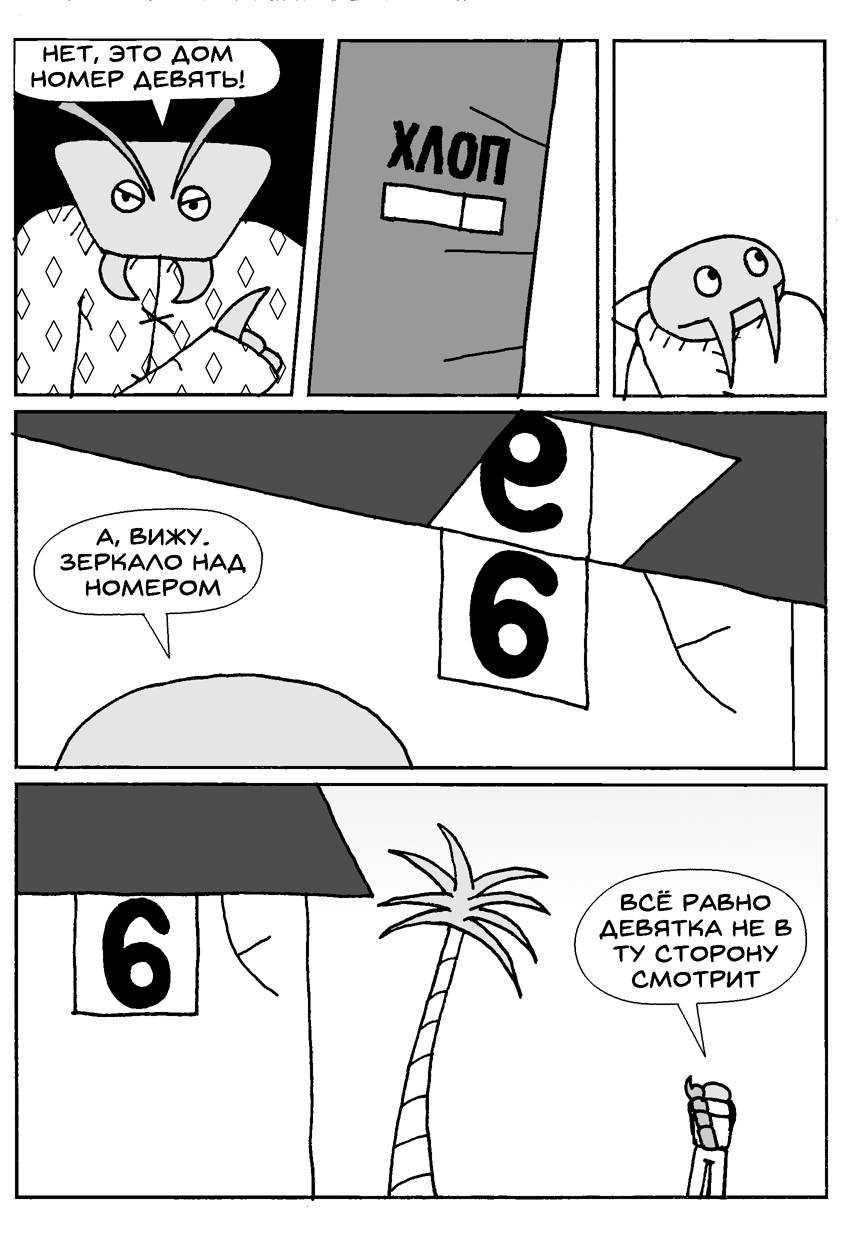 НЕТ, ЭТО ДОМ
НОМЕР ДЕВЯТЬ!
ХЛОП
6
А, ВИЖУ.
ЗЕРКАЛО НАД
НОМЕРОМ
6
6
ВСЁ РАВНО
ДЕВЯТКА НЕ В
ТУ СТОРОНУ
СМОТРИТ